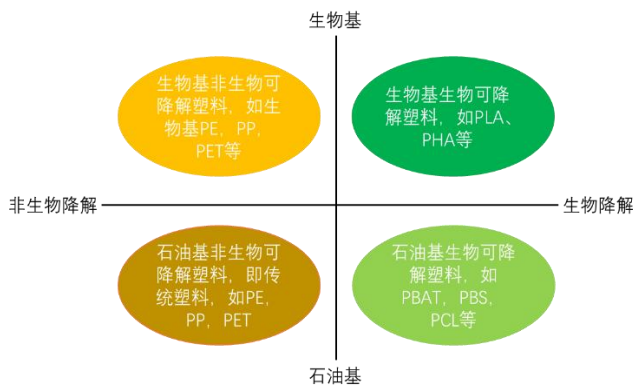 生物基
生物基非生物可
降解塑料，如生
物基PE，PP，
PET等
生物基生物可降
解塑料，如PLA、
PHA等
非生物降解
生物降解
石油基非生物可
降解塑料，即传
统塑料，如PE，
PP，PET
石油基生物可降
解塑料，如
PBAT，PBS，
PCL等
石油基